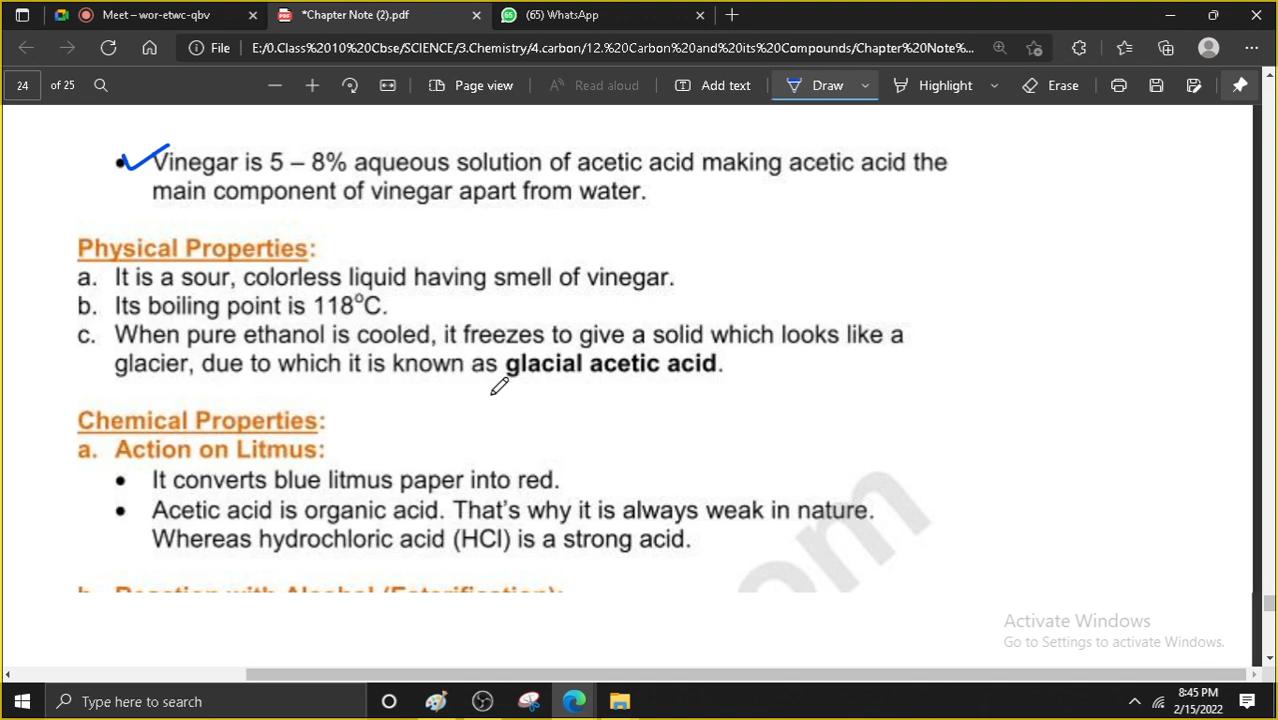 Meet – wor-etwc-qbv
*Chapter Note (2).pdf
(65) WhatsApp
File
E:/0.Class%2010%20Cbse/SCIENCE/3.Chemistry/4.carbon/12.%20Carbon%20and%20its%20Compounds/Chapter%20Note%...
24 of 25
Page view
Read aloud
Add text
Draw
Highlight
Erase
• Vinegar is 5 – 8% aqueous solution of acetic acid making acetic acid the
main component of vinegar apart from water.
Physical Properties:
a. It is a sour, colorless liquid having smell of vinegar.
b. Its boiling point is 118°C.
c. When pure ethanol is cooled, it freezes to give a solid which looks like a
glacier, due to which it is known as glacial acetic acid.
Chemical Properties:
a. Action on Litmus:
• It converts blue litmus paper into red.
• Acetic acid is organic acid. That's why it is always weak in nature.
Whereas hydrochloric acid (HCl) is a strong acid.
b. Reaction with Alcohol (Esterification):
om
Activate Windows
Go to Settings to activate Windows.
Type here to search
8:45 PM
2/15/2022